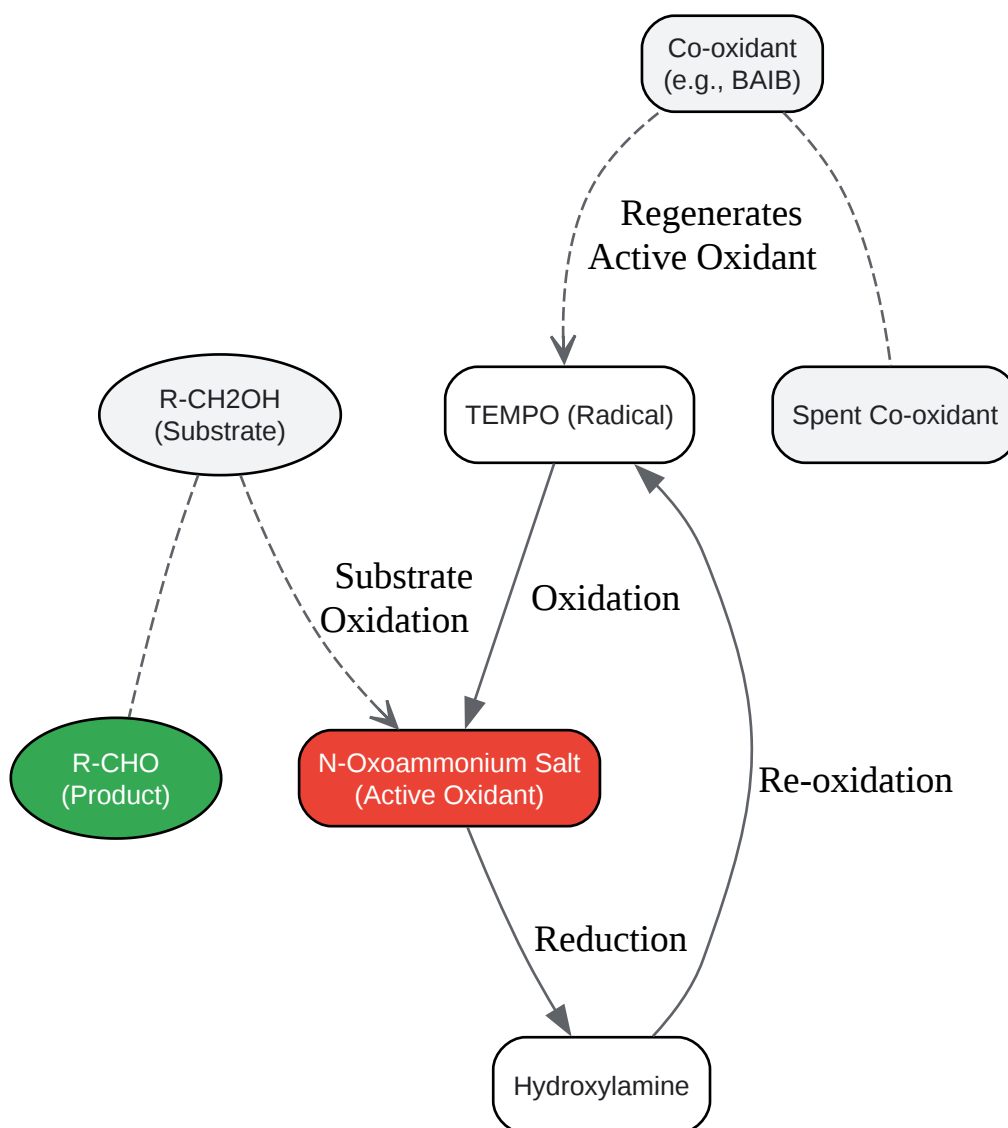 Co-oxidant
(e.g., BAIB)
Regenerates
Active Oxidant
R-CH2OH
(Substrate)
TEMPO (Radical)
Spent Co-oxidant
Substrate
Oxidation
Oxidation
R-CHO
(Product)
N-Oxoammonium Salt
(Active Oxidant)
Re-oxidation
Reduction
Hydroxylamine